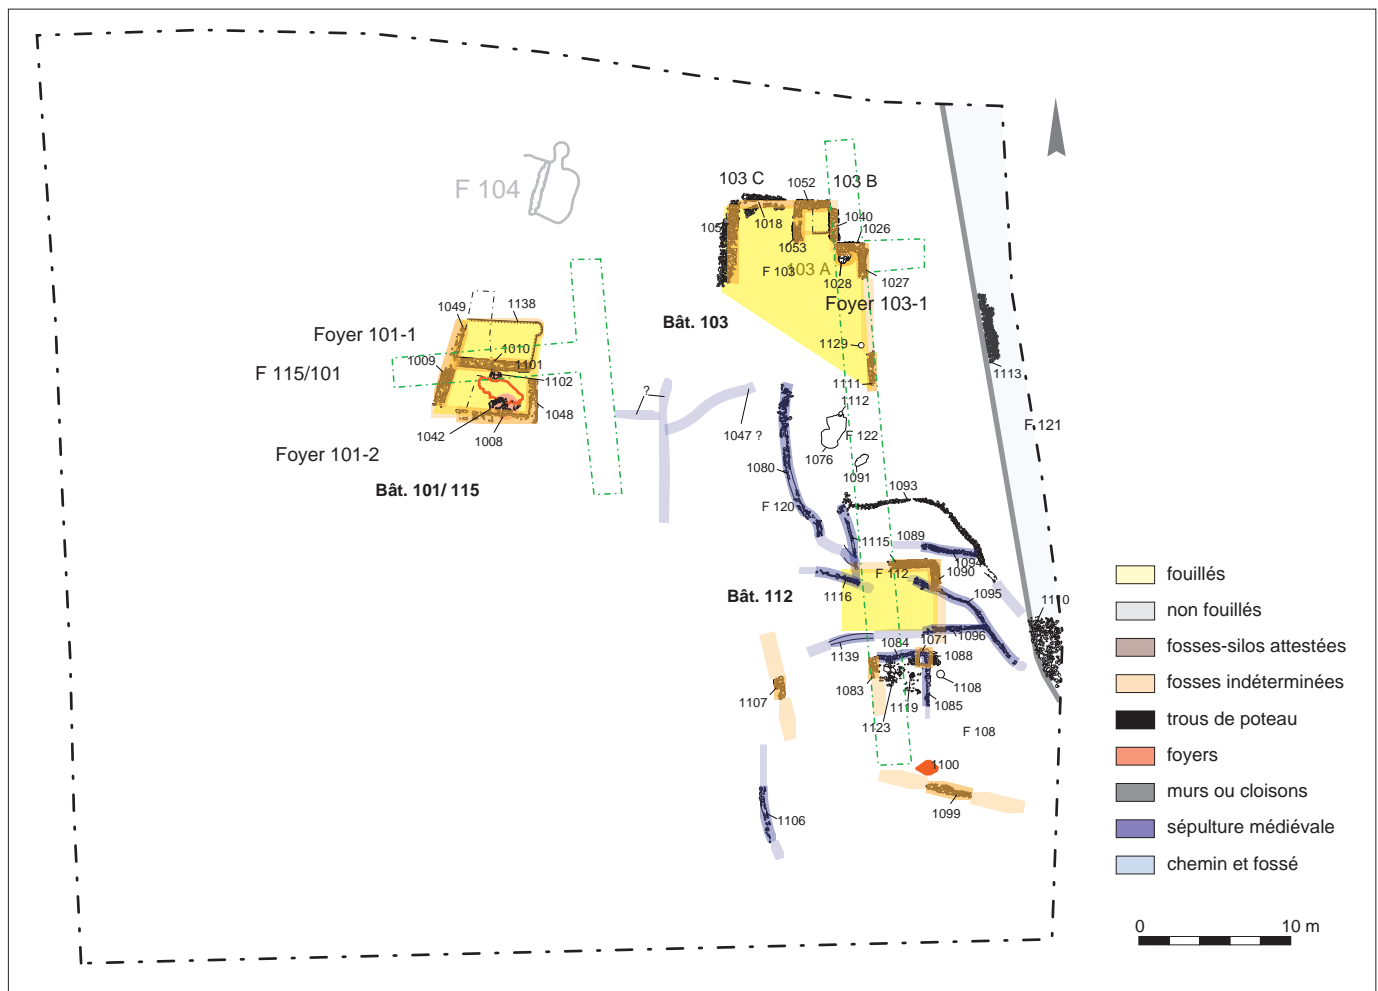 F 104
103 C
1052
103 B
105
1018
1040
1026
1053
F 103
103 A
1028
1027
Foyer 103-1
Bât. 103
1129
1111
1113
1049
1138
Foyer 101-1
1010
1009
1101
F 115/101
1102
1048
1042
1008
Foyer 101-2
Bât. 101/ 115
?
1047 ?
1112
F 122
1076
1091
F 121
1080
1093
F 120
1115
1089
1094
F 112
1090
1116
1095
Bât. 112
1110
1096
1084
1071
1139
1088
1083
1108
1107
1119
1085
1123
F 108
1100
1099
1106
fouillés
non fouillés
fosses-silos attestées
fosses indéterminées
trous de poteau
foyers
murs ou cloisons
sépulture médiévale
chemin et fossé
0 10 m